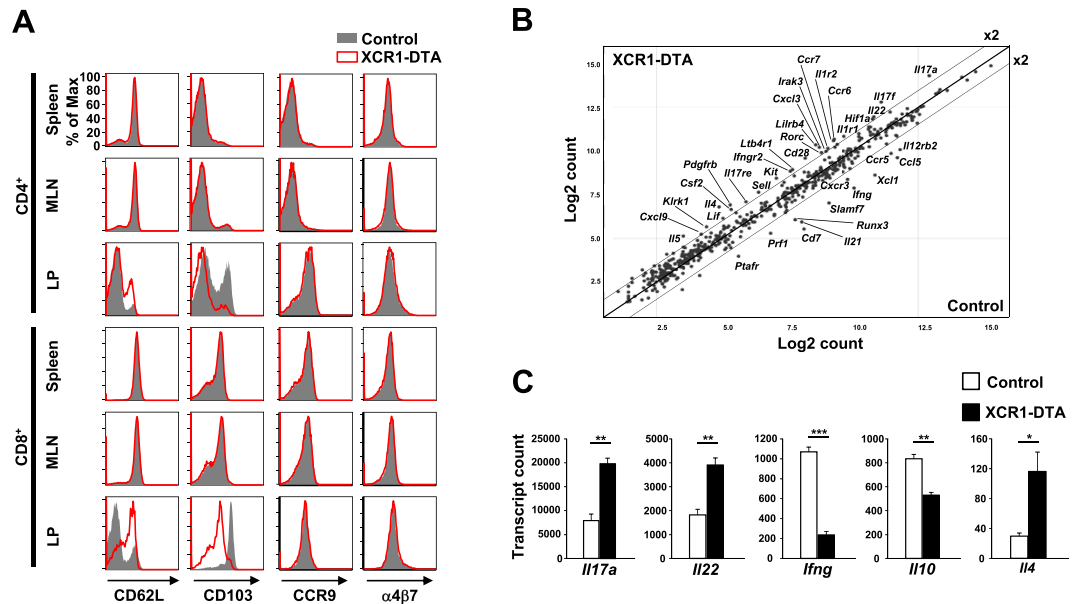 A
Control
XCR1-DTA
CD4+
CD8+
Spleen
MLN
LP
Spleen
MLN
LP
% of Max
100
80
60
40
20
0
CD62L
CD103
CCR9
α4β7
B
XCR1-DTA
Control
x2
x2
Log2 count
15.0
12.5
10.0
7.5
5.0
2.5
2.5
5.0
7.5
10.0
12.5
15.0
Log2 count
Ccr7
Il1r2
Irak3
Ccr6
Cxcl3
Il17a
Il17f
Il22
Hif1a
Il1r1
Lilrb4
Rorc
Cd28
Ltb4r1
Ifngr2
Kit
Pdgfrb
Il17re
Sell
Csf2
Il4
Klrk1
Lif
Cxcl9
Il5
Il12rb2
Ccr5
Ccl5
Cxcr3
Xcl1
Ifng
Slamf7
Runx3
Prf1
Cd7
Il21
Ptafr
C
Control
XCR1-DTA
Transcript count
25000
20000
15000
10000
5000
0
**
Il17a
5000
4000
3000
2000
1000
0
**
Il22
1200
1000
800
600
400
200
0
***
Ifng
1000
800
600
400
200
0
**
Il10
160
120
80
40
0
*
Il4